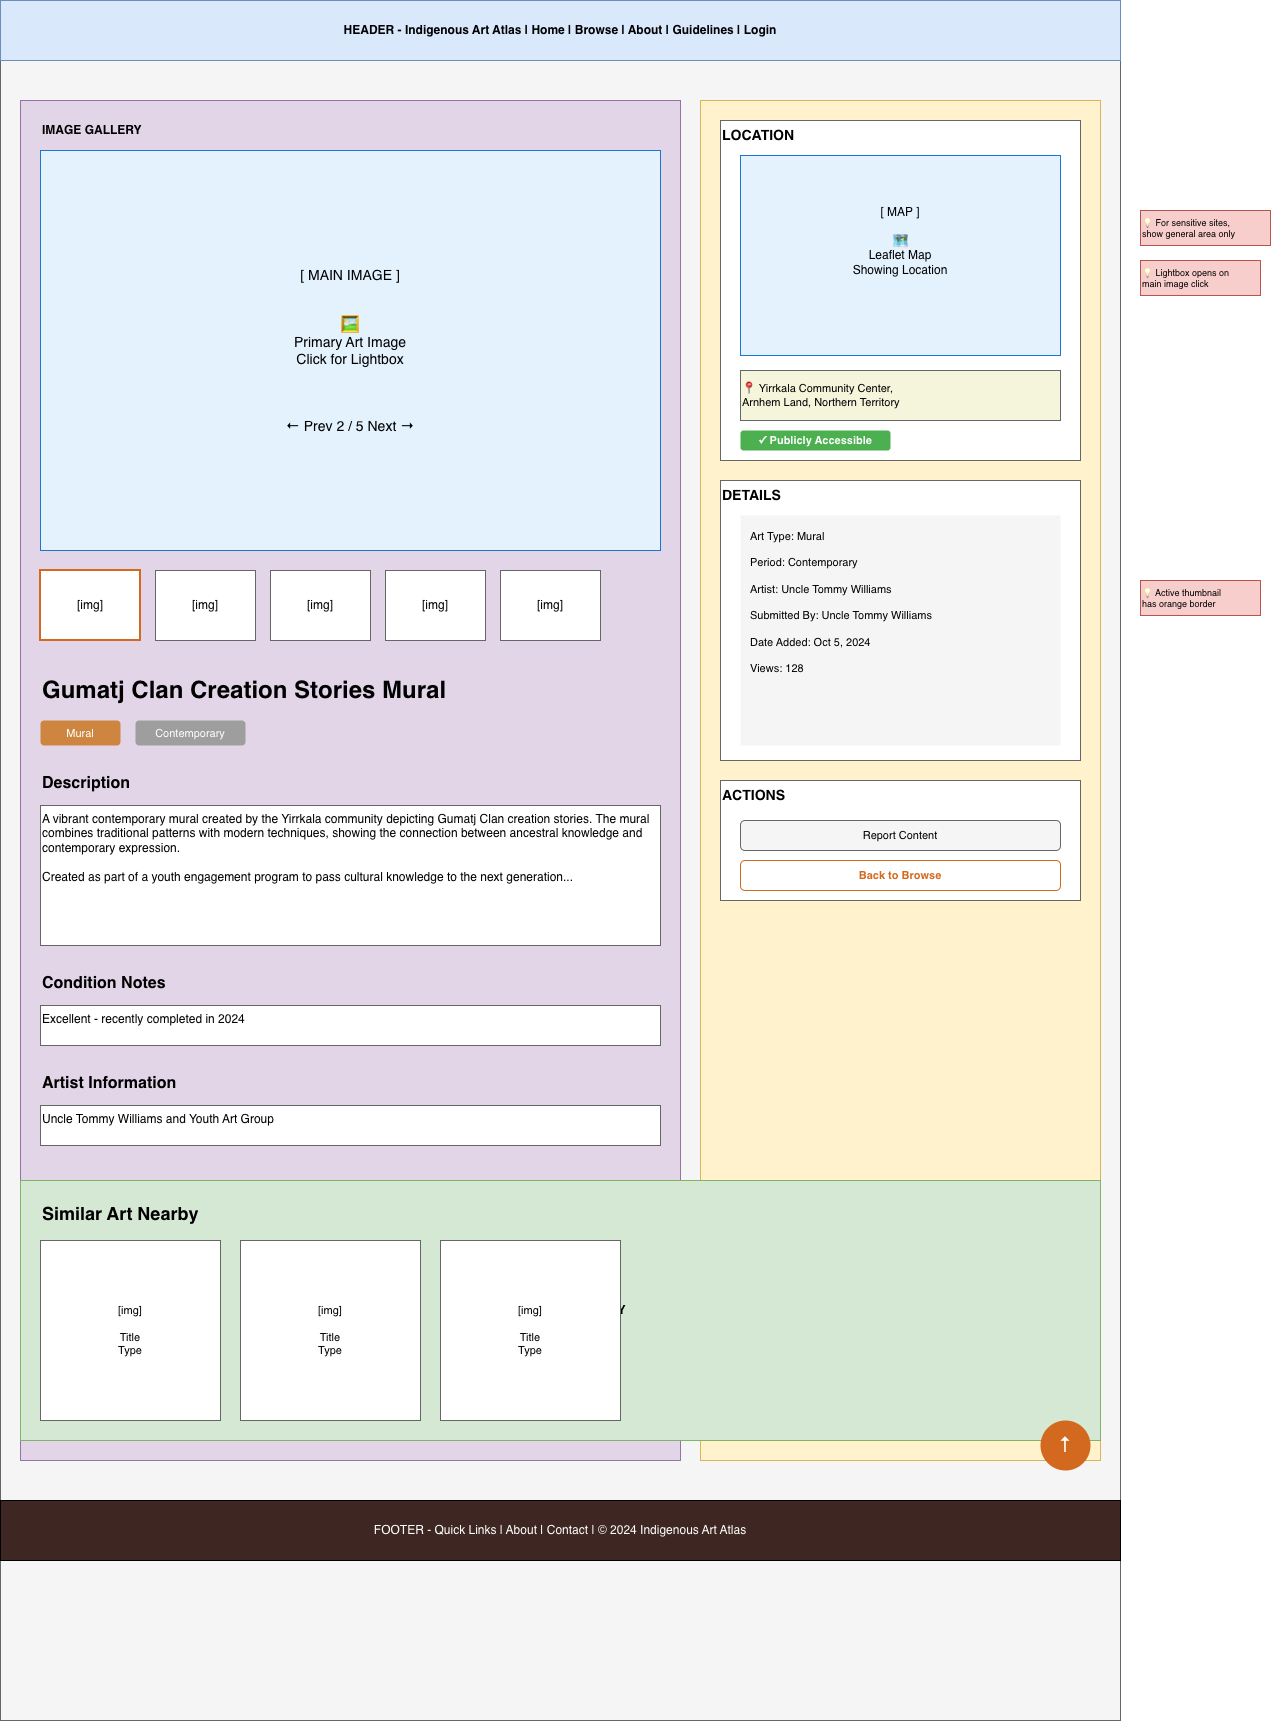 HEADER - Indigenous Art Atlas | Home | Browse | About | Guidelines | Login
IMAGE GALLERY
[ MAIN IMAGE ]
Primary Art Image
Click for Lightbox
← Prev 2 / 5 Next →
[img] [img] [img] [img] [img]
Gumatj Clan Creation Stories Mural
Mural Contemporary
Description
A vibrant contemporary mural created by the Yirrkala community depicting Gumatj Clan creation stories. The mural
combines traditional patterns with modern techniques, showing the connection between ancestral knowledge and
contemporary expression.
Created as part of a youth engagement program to pass cultural knowledge to the next generation...
Condition Notes
Excellent - recently completed in 2024
Artist Information
Uncle Tommy Williams and Youth Art Group
LOCATION
[ MAP ]
Leaflet Map
Showing Location
📍 Yirrkala Community Center,
Arnhem Land, Northern Territory
✓ Publicly Accessible
DETAILS
Art Type: Mural
Period: Contemporary
Artist: Uncle Tommy Williams
Submitted By: Uncle Tommy Williams
Date Added: Oct 5, 2024
Views: 128
ACTIONS
Report Content
Back to Browse
💡 For sensitive sites,
show general area only
💡 Lightbox opens on
main image click
💡 Active thumbnail
has orange border
Similar Art Nearby
[img] [img] [img]
Title Title Title
Type Type Type
Y
↑
FOOTER - Quick Links | About | Contact | © 2024 Indigenous Art Atlas